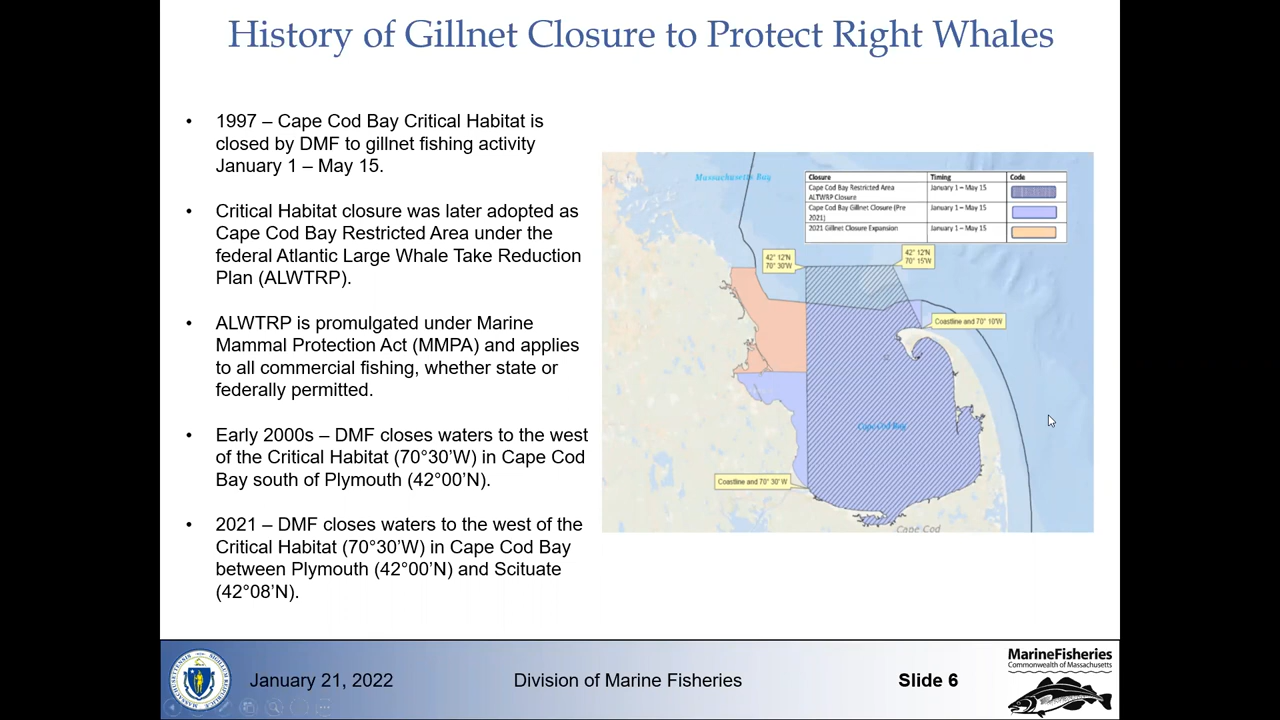 History of Gillnet Closure to Protect Right Whales
• 1997 – Cape Cod Bay Critical Habitat is
closed by DMF to gillnet fishing activity
January 1 – May 15.
• Critical Habitat closure was later adopted as
Cape Cod Bay Restricted Area under the
federal Atlantic Large Whale Take Reduction
Plan (ALWTRP).
• ALWTRP is promulgated under Marine
Mammal Protection Act (MMPA) and applies
to all commercial fishing, whether state or
federally permitted.
• Early 2000s – DMF closes waters to the west
of the Critical Habitat (70°30’W) in Cape Cod
Bay south of Plymouth (42°00’N).
• 2021 – DMF closes waters to the west of the
Critical Habitat (70°30’W) in Cape Cod Bay
between Plymouth (42°00’N) and Scituate
(42°08’N).
Massachusetts Bay
Closure Timing Code
Cape Cod Bay Restricted Area January 1 – May 15
ALTWRP Closure
Cape Cod Bay Gillnet Closure (Pre January 1 – May 15
2021)
2021 Gillnet Closure Expansion January 1 – May 15
42° 12'N
70° 30'W
42° 12'N
70° 15'W
Coastline and 70° 10'W
Cape Cod Bay
Coastline and 70° 30' W
Cape Cod
January 21, 2022
Division of Marine Fisheries
Slide 6
MarineFisheries
Commonwealth of Massachusetts